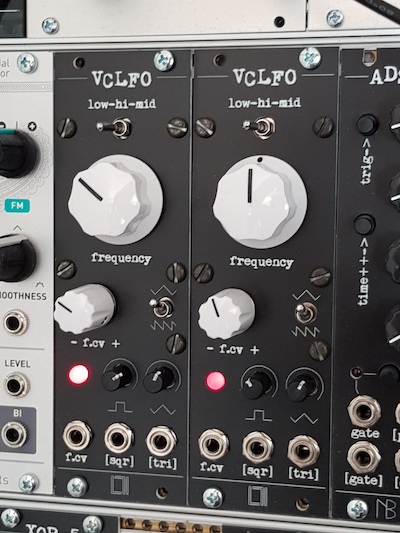 VCLFO
low-hi-mid
frequency
- f.cv +
f.cv [sqr] [tri]
VCLFO
low-hi-mid
frequency
- f.cv +
f.cv [sqr] [tri]
FM
LEVEL
BI
trig->
time++->
gate
[gate]